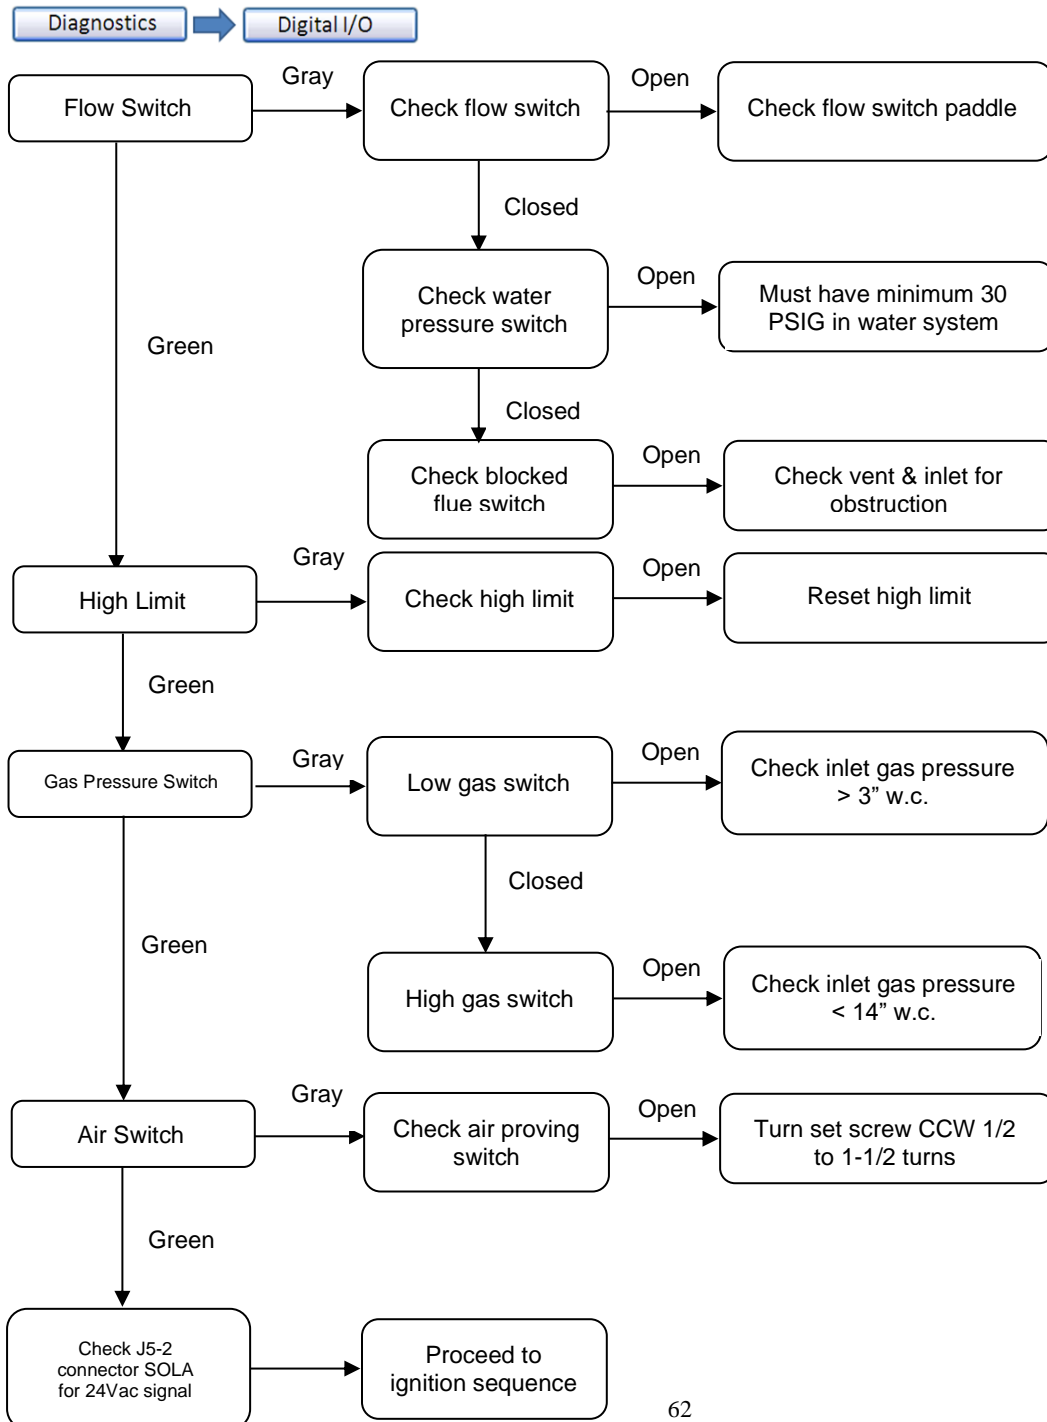 Diagnostics
Digital I/O
Flow Switch
Gray
Check flow switch
Open
Check flow switch paddle
Closed
Check water
pressure switch
Open
Must have minimum 30
PSIG in water system
Green
Closed
Check blocked
flue switch
Open
Check vent & inlet for
obstruction
High Limit
Gray
Check high limit
Open
Reset high limit
Green
Gas Pressure Switch
Gray
Low gas switch
Open
Check inlet gas pressure
> 3” w.c.
Closed
Green
High gas switch
Open
Check inlet gas pressure
< 14” w.c.
Air Switch
Gray
Check air proving
switch
Open
Turn set screw CCW 1/2
to 1-1/2 turns
Green
Check J5-2
connector SOLA
for 24Vac signal
Proceed to
ignition sequence
62